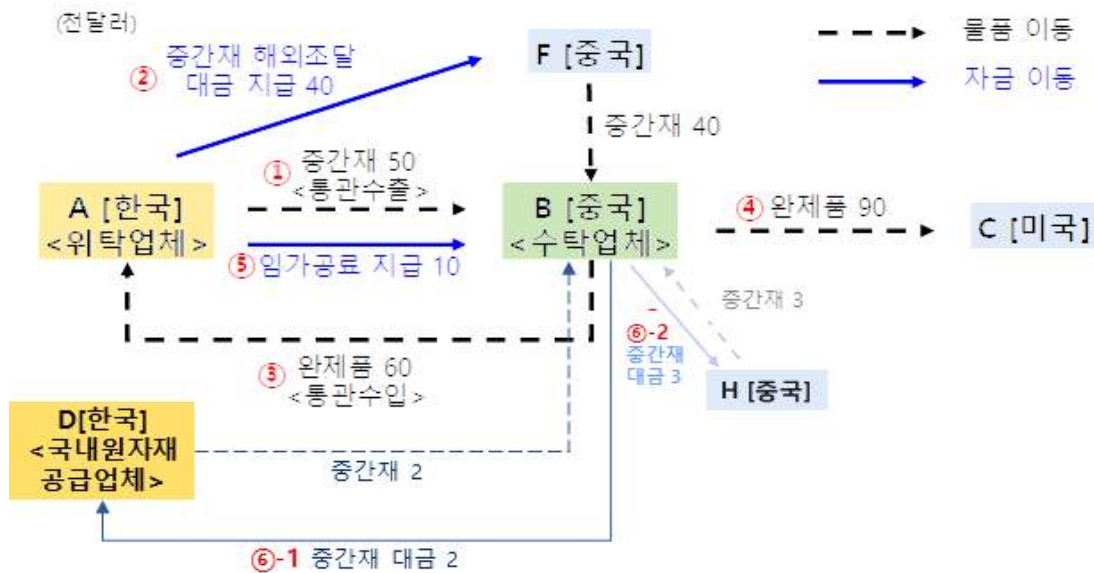 (전달러)
물품 이동
자금 이동
중간재 해외조달
② 대금 지급 40
F [중국]
중간재 40
① 중간재 50
<통관수출>
A [한국]
<위탁업체>
B [중국]
<수탁업체>
④ 완제품 90
C [미국]
⑤임가공료 지급 10
중간재 3
⑥-2
중간재
대금 3
H [중국]
③ 완제품 60
<통관수입>
D[한국]
<국내원자재
공급업체>
중간재 2
⑥-1 중간재 대금 2